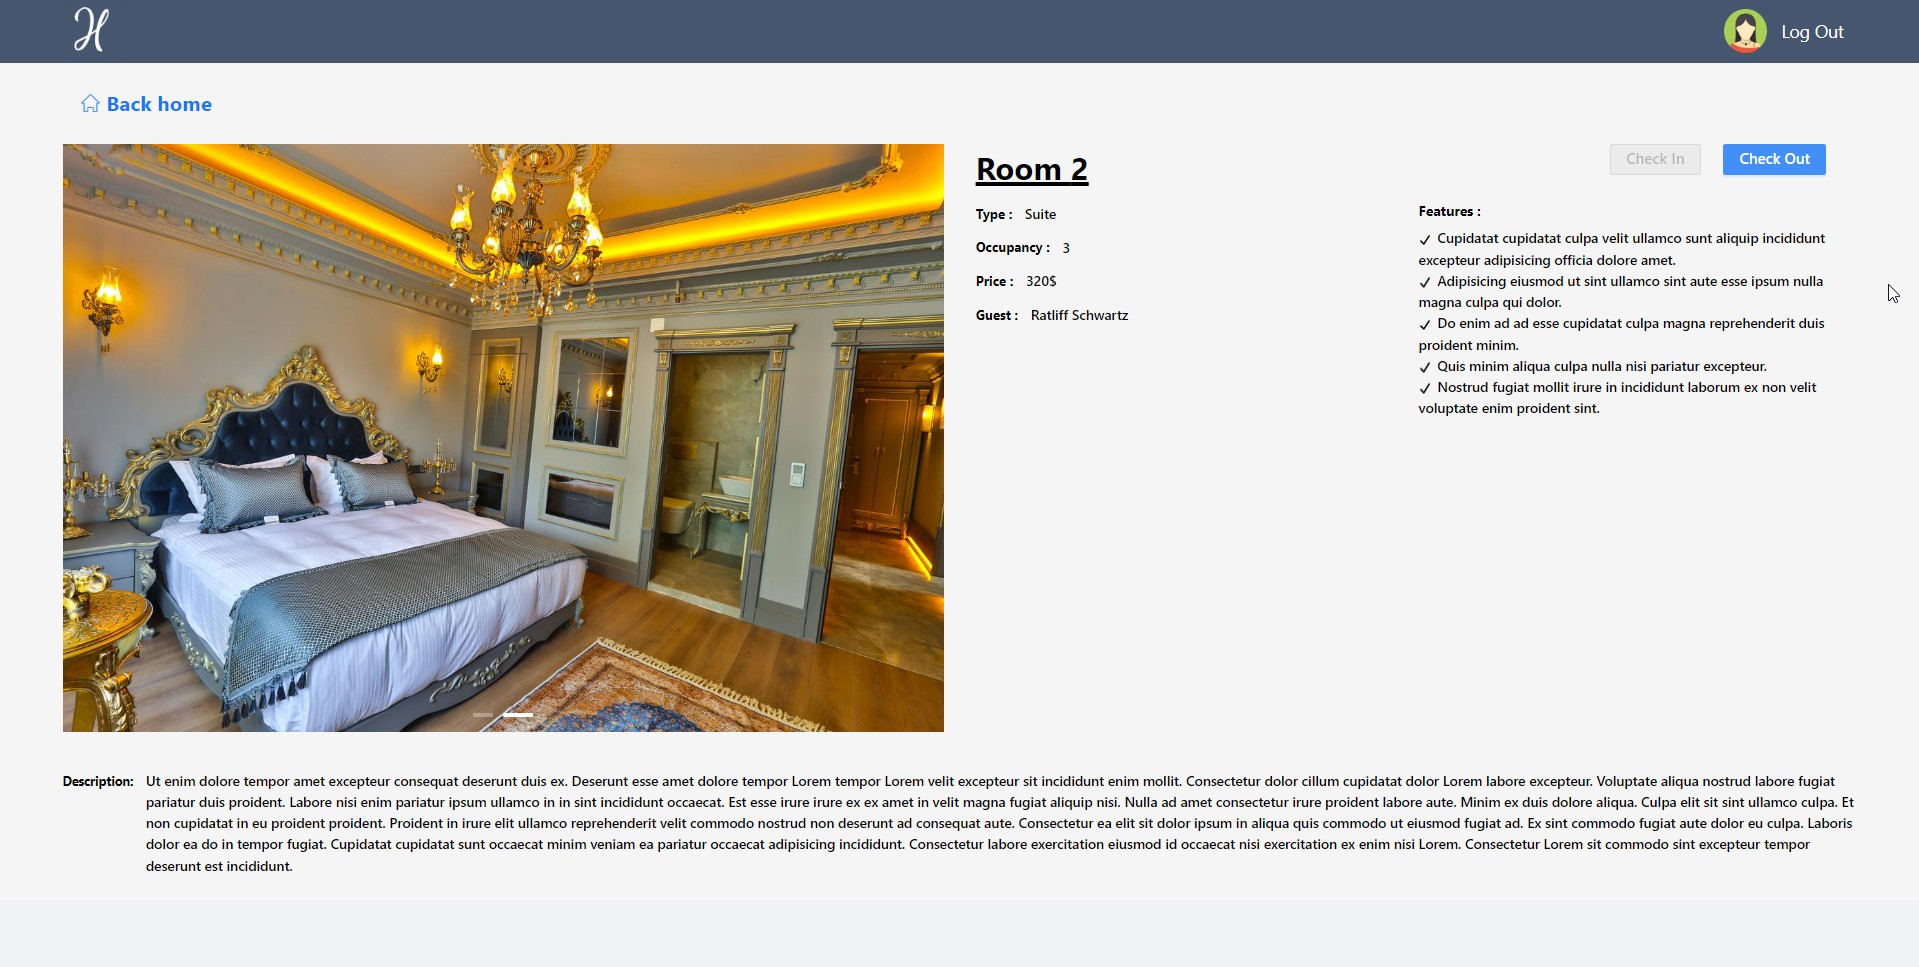 H
Log Out
Back home
Room 2
Check In
Check Out
Type : Suite
Occupancy : 3
Price : 320$
Guest : Ratliff Schwartz
Features :
✓ Cupidatat cupidatat culpa velit ullamco sunt aliquip incididunt
excepteur adipisicing officia dolore amet.
✓ Adipisicing eiusmod ut sint ullamco sint aute esse ipsum nulla
magna culpa qui dolor.
✓ Do enim ad ad esse cupidatat culpa magna reprehenderit duis
proident minim.
✓ Quis minim aliqua culpa nulla nisi pariatur excepteur.
✓ Nostrud fugiat mollit irure in incididunt laborum ex non velit
voluptate enim proident sint.
Description: Ut enim dolore tempor amet excepteur consequat deserunt duis ex. Deserunt esse amet dolore tempor Lorem tempor Lorem velit excepteur sit incididunt enim mollit. Consectetur dolor cillum cupidatat dolor Lorem labore excepteur. Voluptate aliqua nostrud labore fugiat
pariatur duis proident. Labore nisi enim pariatur ipsum ullamco in in sint incididunt occaecat. Est esse irure irure ex ex amet in velit magna fugiat aliquip nisi. Nulla ad amet consectetur irure proident labore aute. Minim ex duis dolore aliqua. Culpa elit sit sint ullamco culpa. Et
non cupidatat in eu proident proident. Proident in irure elit ullamco reprehenderit velit commodo nostrud non deserunt ad consequat aute. Consectetur ea elit sit dolor ipsum in aliqua quis commodo ut eiusmod fugiat ad. Ex sint commodo fugiat aute dolor eu culpa. Laboris
dolor ea do in tempor fugiat. Cupidatat cupidatat sunt occaecat minim veniam ea pariatur occaecat adipisicing incididunt. Consectetur labore exercitation eiusmod id occaecat nisi exercitation ex enim nisi Lorem. Consectetur Lorem sit commodo sint excepteur tempor
deserunt est incididunt.